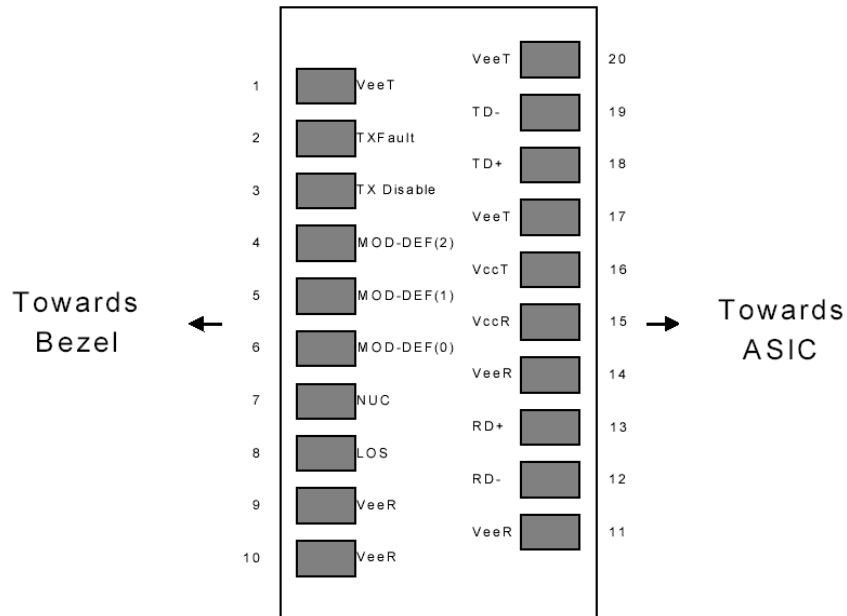 VeeT 20
1 VeeT
TD- 19
2 TXFault
TD+ 18
3 TX Disable
VeeT 17
4 MOD-DEF(2)
VccT 16
5 MOD-DEF(1)
Towards
Bezel
VccR 15
Towards
ASIC
6 MOD-DEF(0)
VeeR 14
7 NUC
RD+ 13
8 LOS
RD- 12
9 VeeR
VeeR 11
10 VeeR